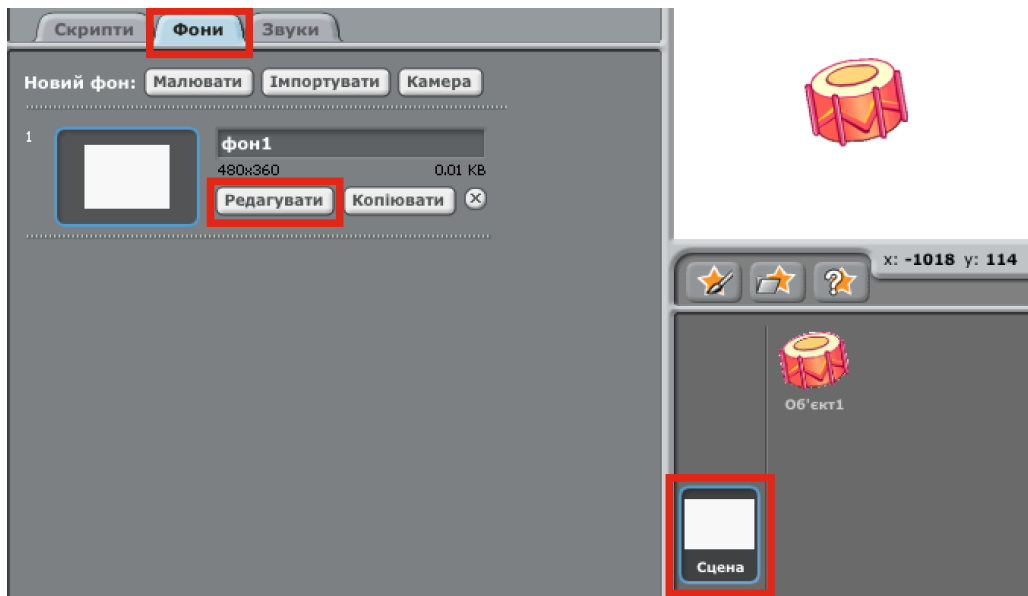 Скрипти Фони Звуки
Новий фон: Малювати Імпортувати Камера
1
фон1
480x360 0.01 KB
Редагувати Копіювати
x: -1018 y: 114
Об'єкт1
Сцена